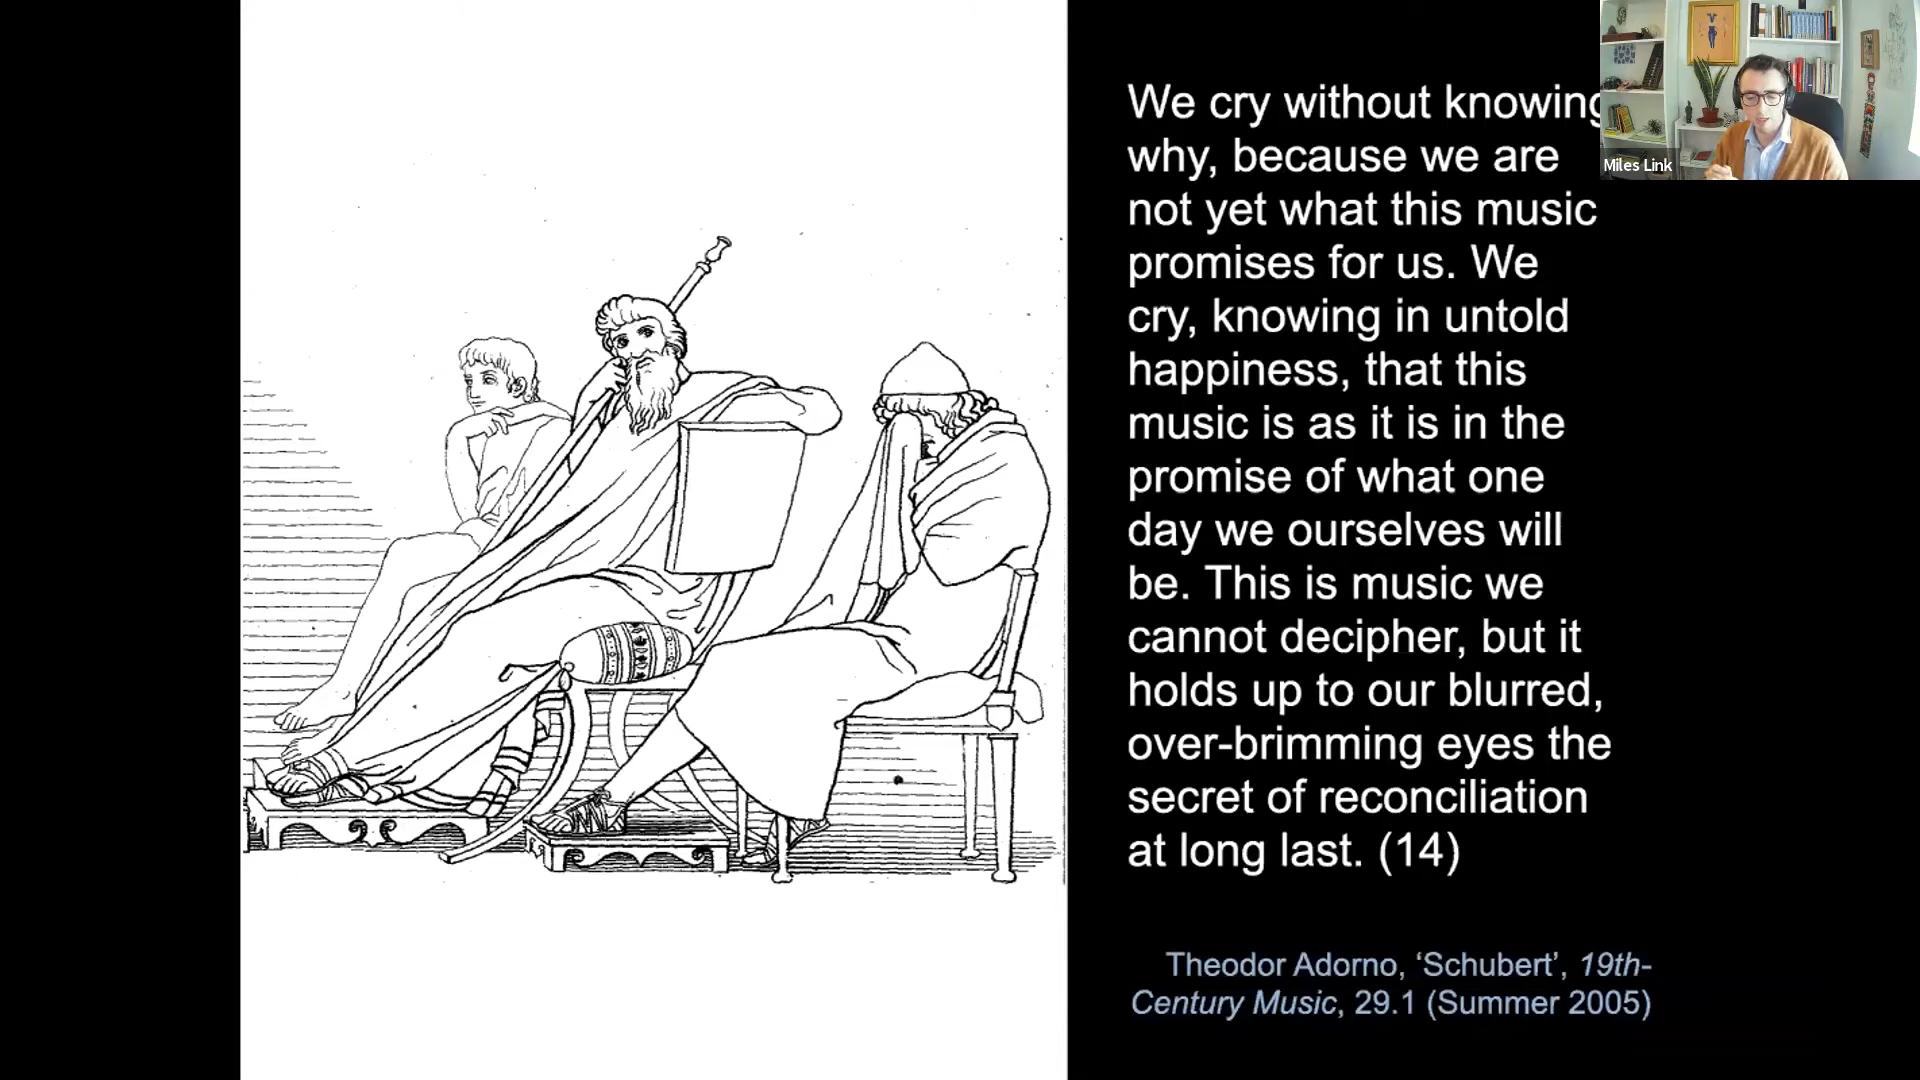 We cry without knowing
why, because we are
not yet what this music
promises for us. We
cry, knowing in untold
happiness, that this
music is as it is in the
promise of what one
day we ourselves will
be. This is music we
cannot decipher, but it
holds up to our blurred,
over-brimming eyes the
secret of reconciliation
at long last. (14)
Theodor Adorno, ‘Schubert’, 19th-
Century Music, 29.1 (Summer 2005)
Miles Link